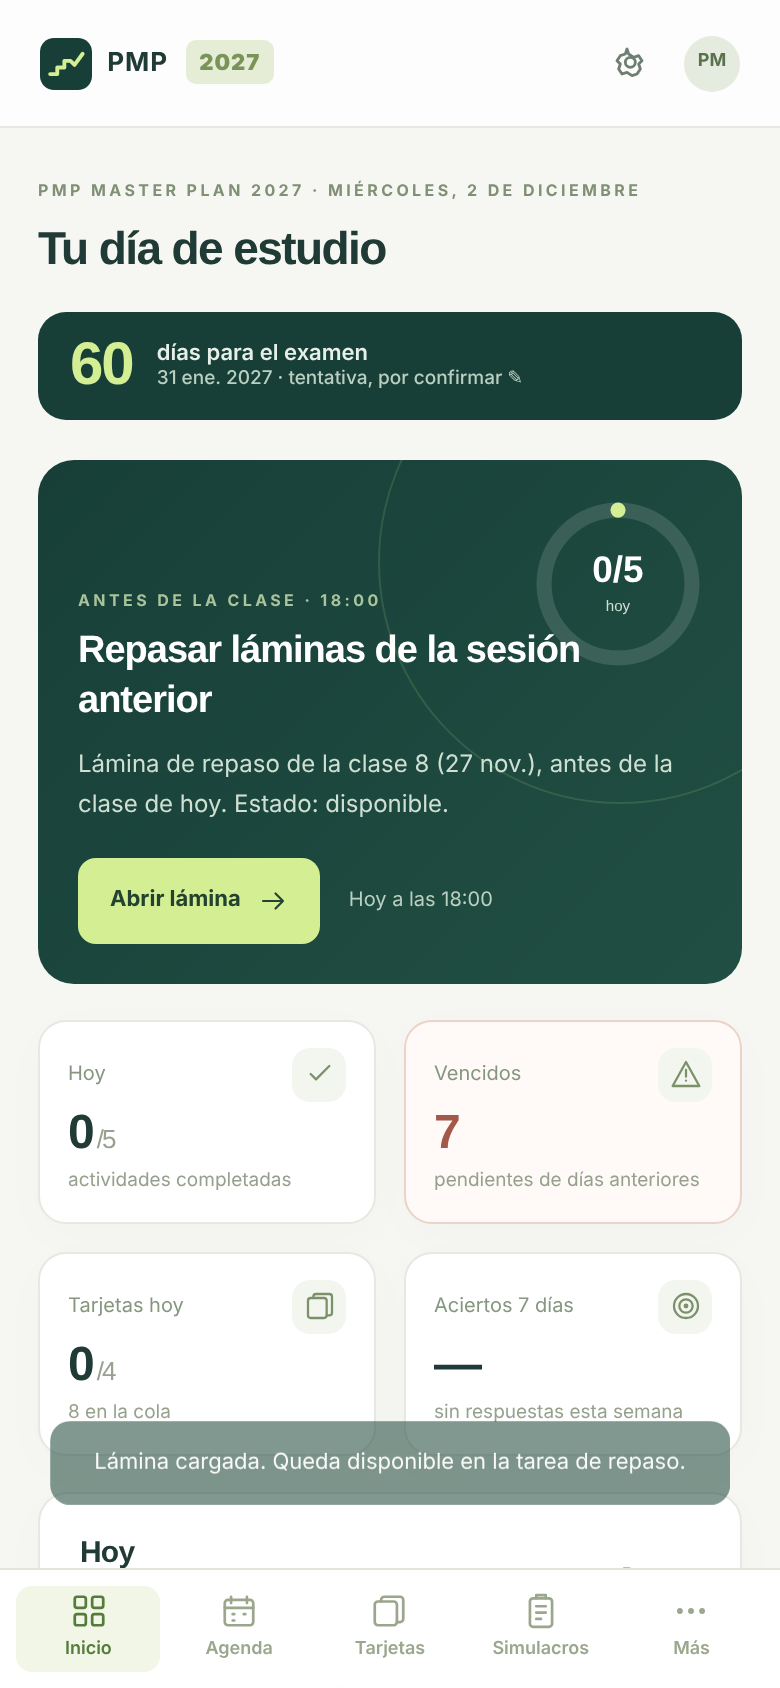 PMP 2027
PM
PMP MASTER PLAN 2027 · MIÉRCOLES, 2 DE DICIEMBRE
Tu día de estudio
60
días para el examen
31 ene. 2027 · tentativa, por confirmar ✎
0/5
hoy
ANTES DE LA CLASE · 18:00
Repasar láminas de la sesión
anterior
Lámina de repaso de la clase 8 (27 nov.), antes de la
clase de hoy. Estado: disponible.
Abrir lámina →
Hoy a las 18:00
Hoy
0/5
actividades completadas
Vencidos
7
pendientes de días anteriores
Tarjetas hoy
0/4
8 en la cola
Aciertos 7 días
—
sin respuestas esta semana
Lámina cargada. Queda disponible en la tarea de repaso.
Hoy
Inicio
Agenda
Tarjetas
Simulacros
Más